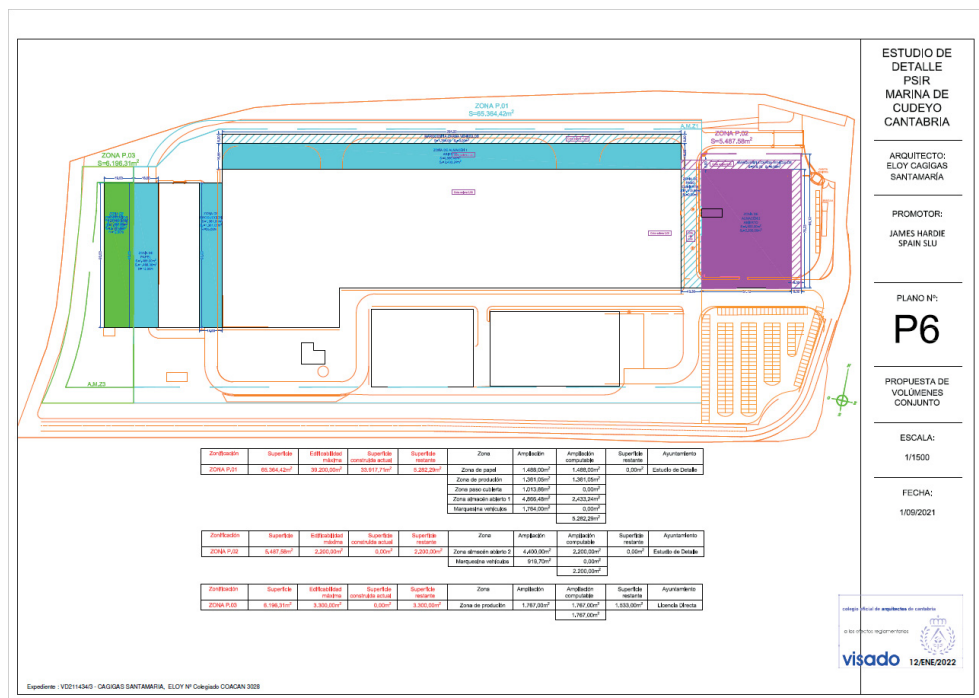 ZONA P.01
S=65,364,42m²
A.M.Z1
ZONA P.02
S=5,487,58m²
ZONA P.03
S=6,198,31m²
A.M.Z3
ESTUDIO DE
DETALLE
PSIR
MARINA DE
CUDEYO
CANTABRIA
ARQUITECTO:
ELOY CAGIGAS
SANTAMARÍA
PROMOTOR:
JAMES HARDIE
SPAIN SLU
PLANO Nº:
P6
PROPUESTA DE
VOLÚMENES
CONJUNTO
ESCALA:
1/1500
FECHA:
1/09/2021
Zonificación Superficie Edificabilidad máxima Superficie construida actual Superficie restante Zona Ampliación Ampliación computable Superficie restante Ayuntamiento
ZONA P.01 65,364,42m² 39,200,00m² 33,917,71m² 5.282,29m² Zona de papel 1.488,00m² 1.488,00m² 0,00m² Estudio de Detalle
Zona de produción 1.361,05m² 1.361,05m²
Zona paso cubierta 1.013,86m² 0,00m²
Zona almacén abierto 1 4,866,48m² 2,433,24m²
Marquesina vehículos 1,764,00m² 0,00m²
5.282,29m²
Zonificación Superficie Edificabilidad máxima Superficie construida actual Superficie restante Zona Ampliación Ampliación computable Superficie restante Ayuntamiento
ZONA P.02 5,487,58m² 2,200,00m² 0,00m² 2,200,00m² Zona almacén abierto 2 4,400,00m² 2,200,00m² 0,00m² Estudio de Detalle
Marquesina vehículos 919,70m² 0,00m²
2.200,00m²
Zonificación Superficie Edificabilidad máxima Superficie construida actual Superficie restante Zona Ampliación Ampliación computable Superficie restante Ayuntamiento
ZONA P.03 6,198,31m² 3.300,00m² 0,00m² 3.300,00m² Zona de produción 1.767,00m² 1.767,00m² 1.533,00m² Licencia Directa
1.767,00m²
colegio oficial de arquitectos de cantabria
a los efectos reglamentarios
visado 12/ENE/2022
Expediente : VD211434/3 - CAGIGAS SANTAMARIA, ELOY Nº Colegiado COACAN 3028